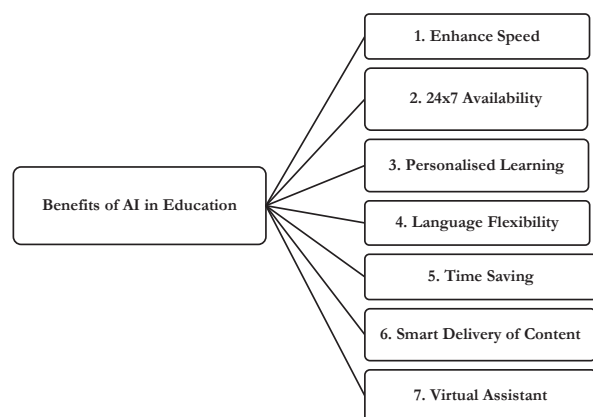 1. Enhance Speed
2. 24x7 Availability
3. Personalised Learning
Benefits of AI in Education
4. Language Flexibility
5. Time Saving
6. Smart Delivery of Content
7. Virtual Assistant